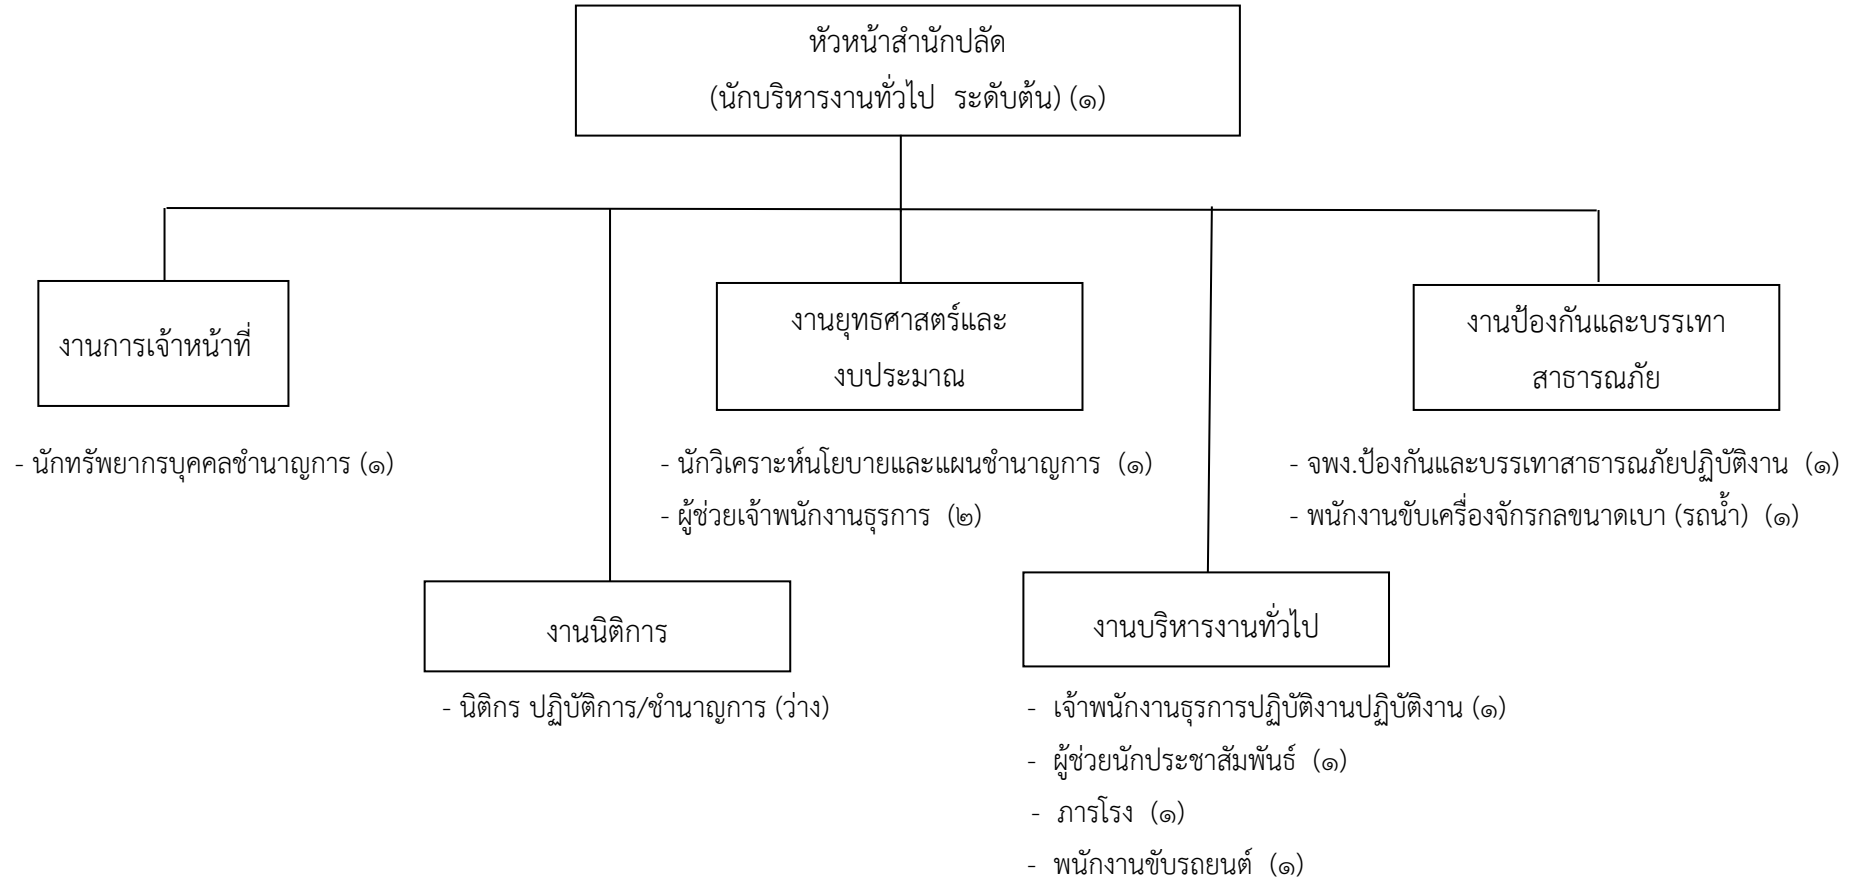 หัวหน้าสำนักปลัด
(นักบริหารงานทั่วไป ระดับต้น) (๑)
งานการเจ้าหน้าที่
- นักทรัพยากรบุคคลชำนาญการ (๑)
งานยุทธศาสตร์และ
งบประมาณ
- นักวิเคราะห์นโยบายและแผนชำนาญการ (๑)
- ผู้ช่วยเจ้าพนักงานธุรการ (๒)
งานป้องกันและบรรเทา
สาธารณภัย
- จพง.ป้องกันและบรรเทาสาธารณภัยปฏิบัติงาน (๑)
- พนักงานขับเครื่องจักรกลขนาดเบา (รถน้ำ) (๑)
งานนิติการ
- นิติกร ปฏิบัติการ/ชำนาญการ (ว่าง)
งานบริหารงานทั่วไป
- เจ้าพนักงานธุรการปฏิบัติงานปฏิบัติงาน (๑)
- ผู้ช่วยนักประชาสัมพันธ์ (๑)
- ภารโรง (๑)
- พนักงานขับรถยนต์ (๑)